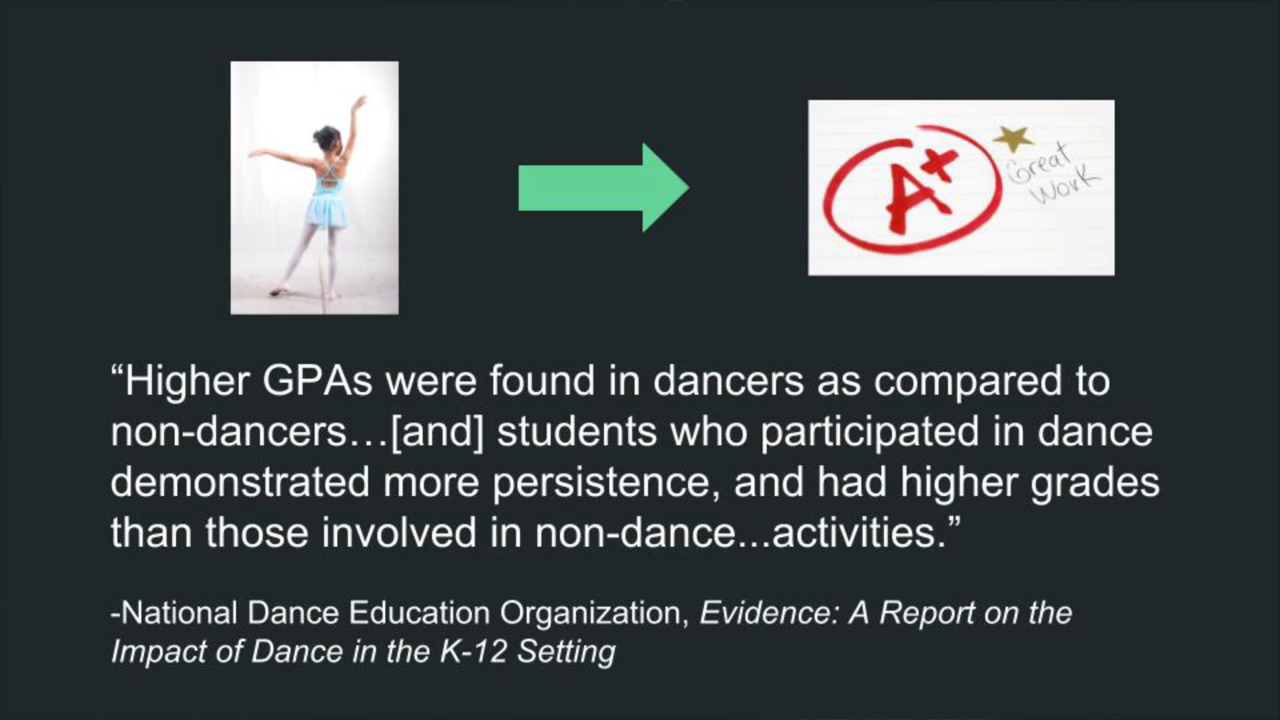 A+
Great
Work
“Higher GPAs were found in dancers as compared to
non-dancers…[and] students who participated in dance
demonstrated more persistence, and had higher grades
than those involved in non-dance...activities.”
-National Dance Education Organization, Evidence: A Report on the
Impact of Dance in the K-12 Setting